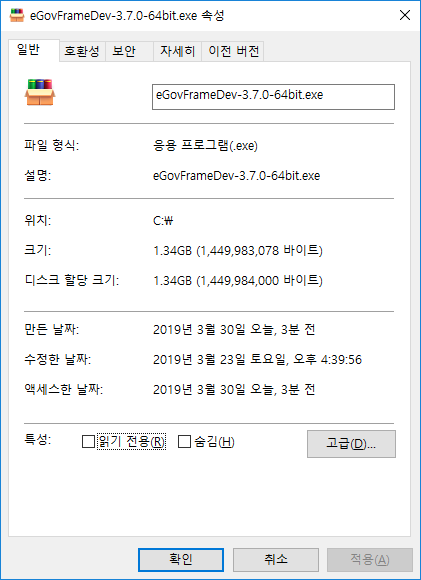 eGovFrameDev-3.7.0-64bit.exe 속성
일반 호환성 보안 자세히 이전 버전
eGovFrameDev-3.7.0-64bit.exe
파일 형식: 응용 프로그램(.exe)
설명: eGovFrameDev-3.7.0-64bit.exe
위치: C:₩
크기: 1.34GB (1,449,983,078 바이트)
디스크 할당 크기: 1.34GB (1,449,984,000 바이트)
만든 날짜: 2019년 3월 30일 오늘, 3분 전
수정한 날짜: 2019년 3월 23일 토요일, 오후 4:39:56
액세스한 날짜: 2019년 3월 30일 오늘, 3분 전
특성: 읽기 전용(R) 숨김(H) 고급(D)...
확인 취소 적용(A)